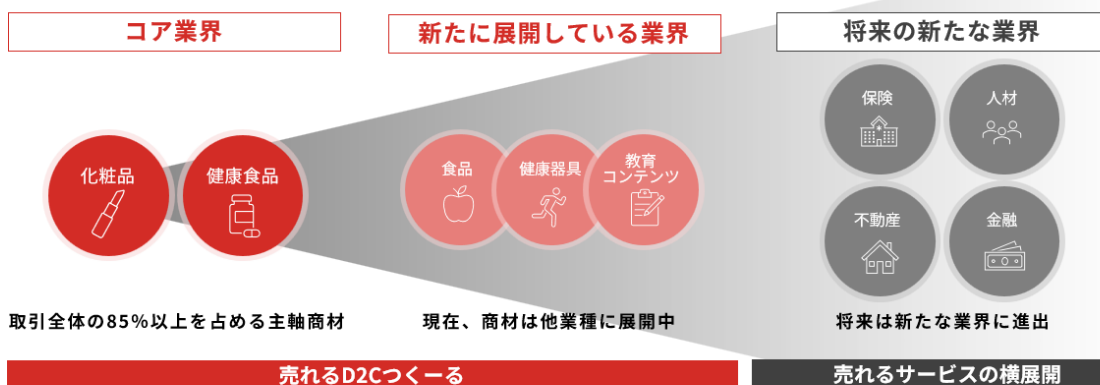 コア業界
新たに展開している業界
将来の新たな業界
化粧品
健康食品
食品
健康器具
教育
コンテンツ
保険
人材
不動産
金融
取引全体の85%以上を占める主軸商材
現在、商材は他業種に展開中
将来は新たな業界に進出
売れるD2Cつくーる
売れるサービスの横展開